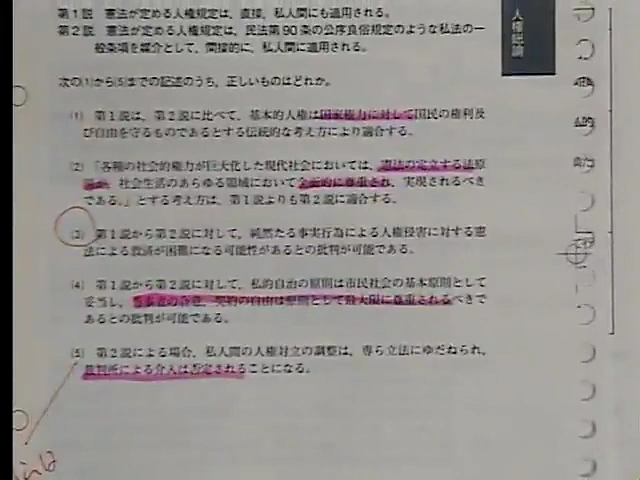 第1説 憲法が定める人権規定は、直接、私人間にも適用される。
第2説 憲法が定める人権規定は、民法第90条の公序良俗規定のような私法の一
般条項を媒介として、間接的に、私人間に適用される。
人権総論
次の⑴から⑸までの記述のうち、正しいものはどれか。
⑴ 第1説は、第2説に比べて、基本的人権は国家権力に対して国民の権利及
び自由を守るものであるとする伝統的な考え方により適合する。
⑵ 「各種の社会的権力が巨大化した現代社会においては、憲法の定立する法原
社会生活のあらゆる領域において全面的に尊重され、実現されるべき
である。」とする考え方は、第1説よりも第2説に適合する。
⑶ 第1説から第2説に対して、純然たる事実行為による人権侵害に対する憲
法による救済が困難になる可能性があるとの批判が可能である。
⑷ 第1説から第2説に対して、私的自治の原則は市民社会の基本原則として
妥当し、当事者の合意、契約の自由は原則として最大限に尊重されるべきで
あるとの批判が可能である。
⑸ 第2説による場合、私人間の人権対立の調整は、専ら立法にゆだねられ、
裁判所による介入は否定されることになる。